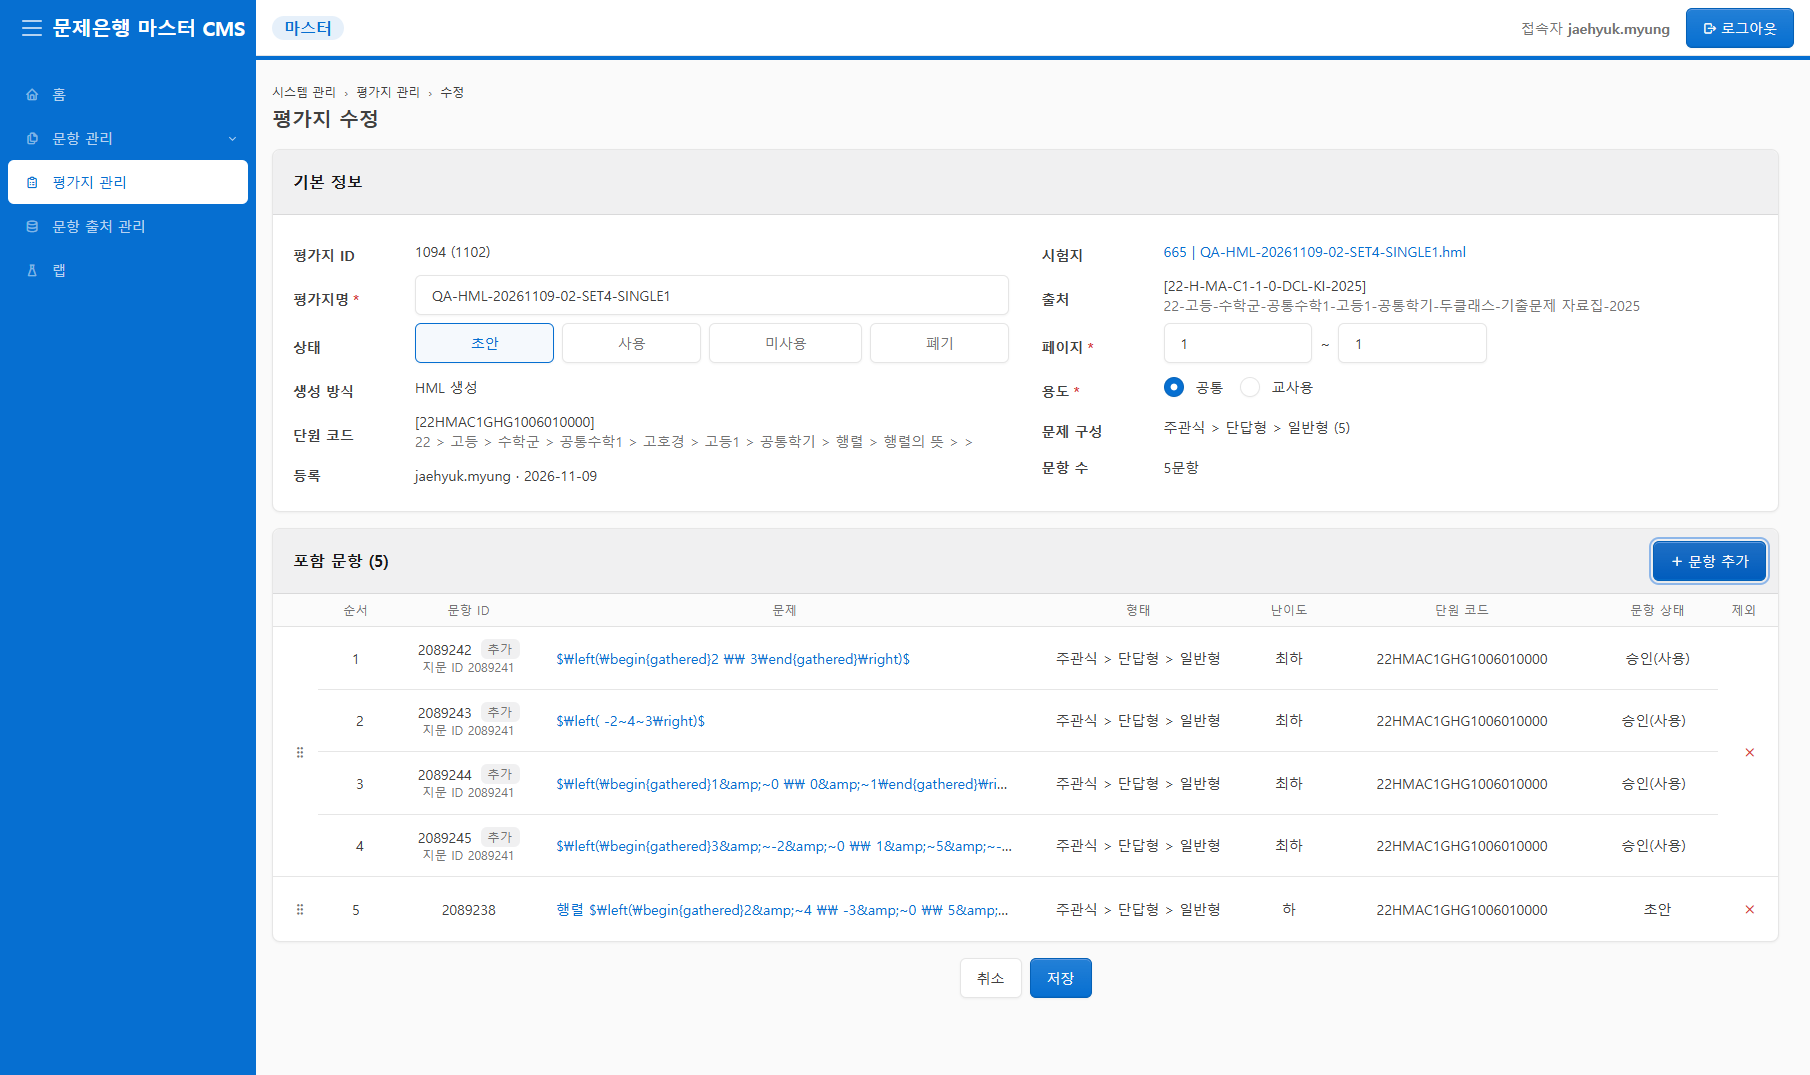 문제은행 마스터 CMS
마스터
접속자 jaehyuk.myung
로그아웃
홈
문항 관리
평가지 관리
문항 출처 관리
랩
시스템 관리 › 평가지 관리 › 수정
평가지 수정
기본 정보
평가지 ID 1094 (1102)
평가지명 * QA-HML-20261109-02-SET4-SINGLE1
상태 초안 사용 미사용 폐기
생성 방식 HML 생성
단원 코드 [22HMAC1GHG1006010000]
22 > 고등 > 수학군 > 공통수학1 > 고호경 > 고등1 > 공통학기 > 행렬 > 행렬의 뜻 > >
등록 jaehyuk.myung · 2026-11-09
시험지 665 | QA-HML-20261109-02-SET4-SINGLE1.hml
출처 [22-H-MA-C1-1-0-DCL-KI-2025]
22-고등-수학군-공통수학1-고등1-공통학기-두클래스-기출문제 자료집-2025
페이지 * 1 ~ 1
용도 * 공통 교사용
문제 구성 주관식 > 단답형 > 일반형 (5)
문항 수 5문항
포함 문항 (5)
+ 문항 추가
순서 문항 ID 문제 형태 난이도 단원 코드 문항 상태 제외
1 2089242 추가 $₩left(₩begin{gathered}2 ₩₩ 3₩end{gathered}₩right)$ 주관식 > 단답형 > 일반형 최하 22HMAC1GHG1006010000 승인(사용)
지문 ID 2089241
2 2089243 추가 $₩left( -2~4~3₩right)$ 주관식 > 단답형 > 일반형 최하 22HMAC1GHG1006010000 승인(사용)
지문 ID 2089241
3 2089244 추가 $₩left(₩begin{gathered}1&amp;~0 ₩₩ 0&amp;~1₩end{gathered}₩ri... 주관식 > 단답형 > 일반형 최하 22HMAC1GHG1006010000 승인(사용)
지문 ID 2089241
4 2089245 추가 $₩left(₩begin{gathered}3&amp;~-2&amp;~0 ₩₩ 1&amp;~5&amp;~-... 주관식 > 단답형 > 일반형 최하 22HMAC1GHG1006010000 승인(사용)
지문 ID 2089241
5 2089238 행렬 $₩left(₩begin{gathered}2&amp;~4 ₩₩ -3&amp;~0 ₩₩ 5&amp;... 주관식 > 단답형 > 일반형 하 22HMAC1GHG1006010000 초안
취소 저장